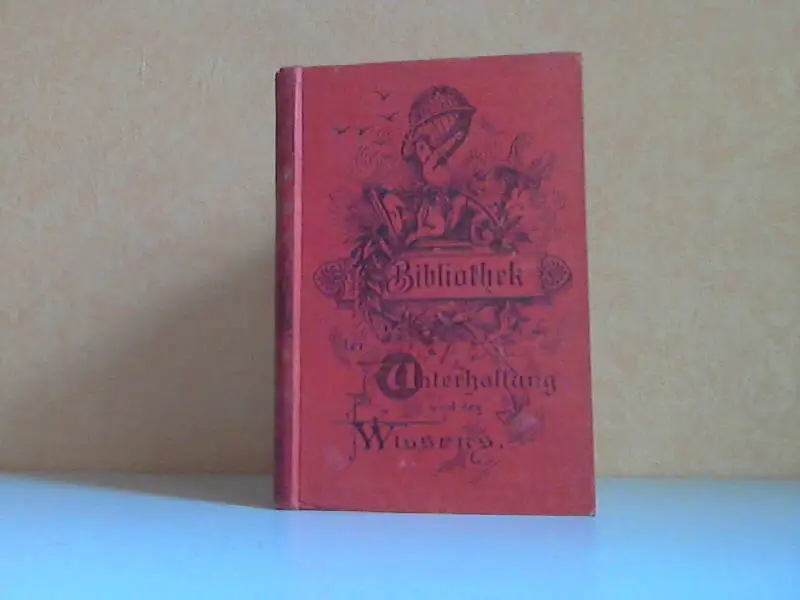 Bibliothek
der
Unterhaltung
und des
Wissens.